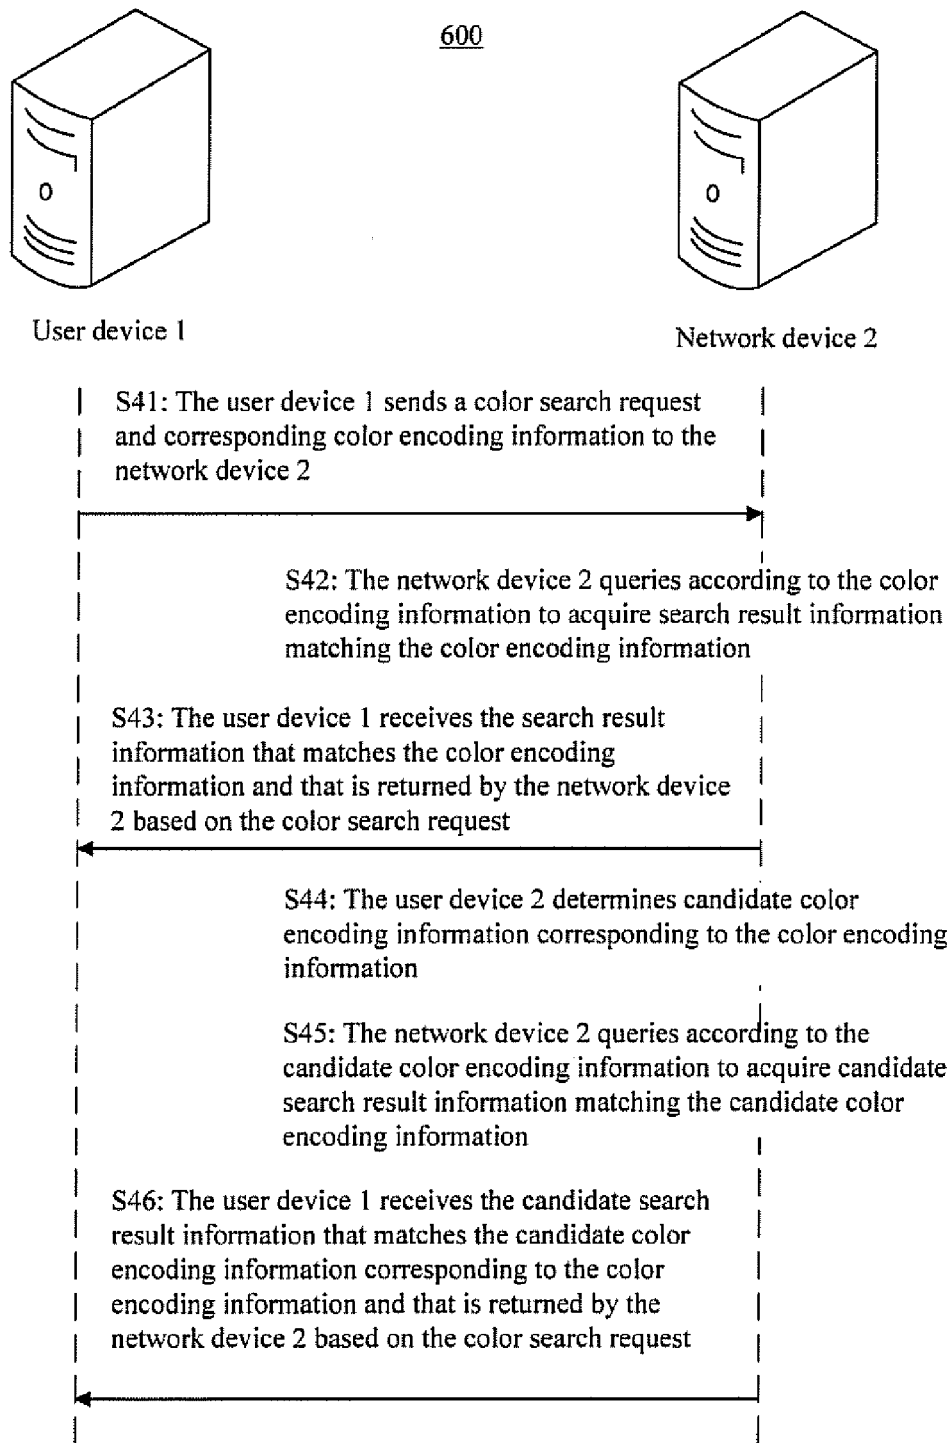 600
User device 1
Network device 2
S41: The user device 1 sends a color search request
and corresponding color encoding information to the
network device 2
S42: The network device 2 queries according to the color
encoding information to acquire search result information
matching the color encoding information
S43: The user device 1 receives the search result
information that matches the color encoding
information and that is returned by the network device
2 based on the color search request
S44: The user device 2 determines candidate color
encoding information corresponding to the color encoding
information
S45: The network device 2 queries according to the
candidate color encoding information to acquire candidate
search result information matching the candidate color
encoding information
S46: The user device 1 receives the candidate search
result information that matches the candidate color
encoding information corresponding to the color
encoding information and that is returned by the
network device 2 based on the color search request